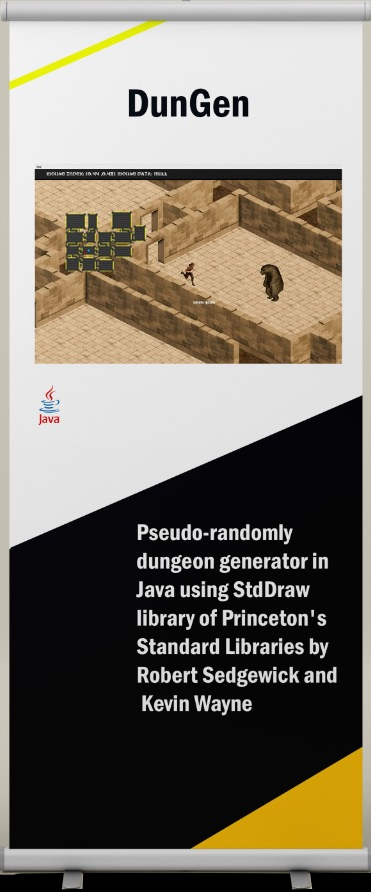 DunGen
Java
Pseudo-randomly
dungeon generator in
Java using StdDraw
library of Princeton's
Standard Libraries by
Robert Sedgewick and
Kevin Wayne